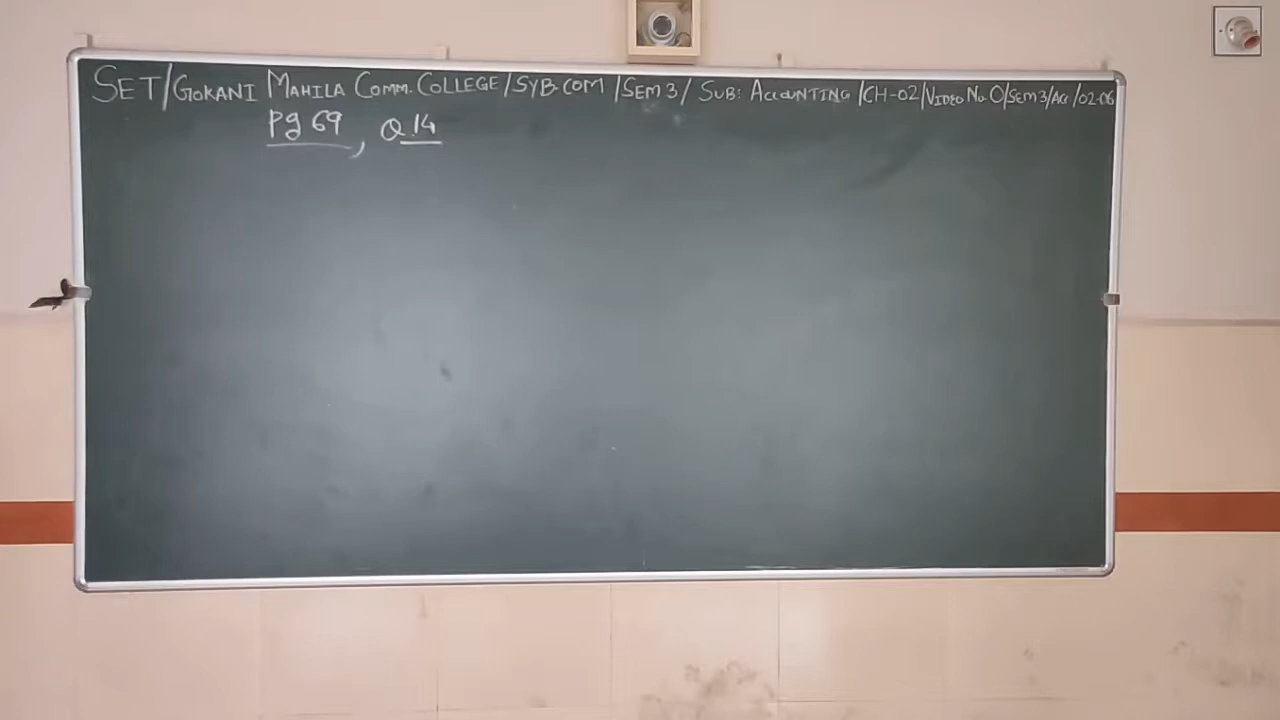 SET/GOKANI MAHILA COMM. COLLEGE/SYB.COM/SEM 3/ SUB: ACCOUNTING/CH-02/VIDEO NO. 0/SEM3/Acc/02-06
Pg 69, Q.14